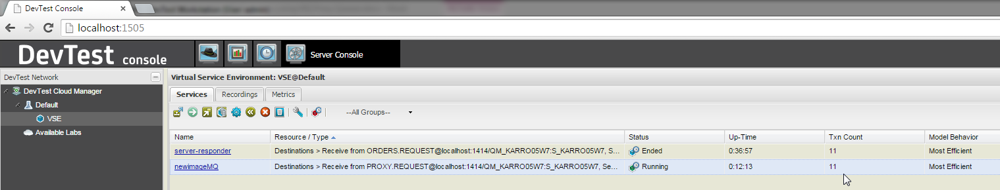 DevTest Console
localhost:1505
DevTest console
Server Console
DevTest Network
DevTest Cloud Manager
Default
VSE
Available Labs
Virtual Service Environment: VSE@Default
Services Recordings Metrics
--All Groups--
Name Resource / Type Status Up-Time Txn Count Model Behavior
server-responder Destinations > Receive from ORDERS.REQUEST@localhost:1414/QM_KARRO05W7:S_KARRO05W7, S... Ended 0:36:57 11 Most Efficient
newimageMQ Destinations > Receive from PROXY.REQUEST@localhost:1414/QM_KARRO05W7:S_KARRO05W7, Se... Running 0:12:13 11 Most Efficient